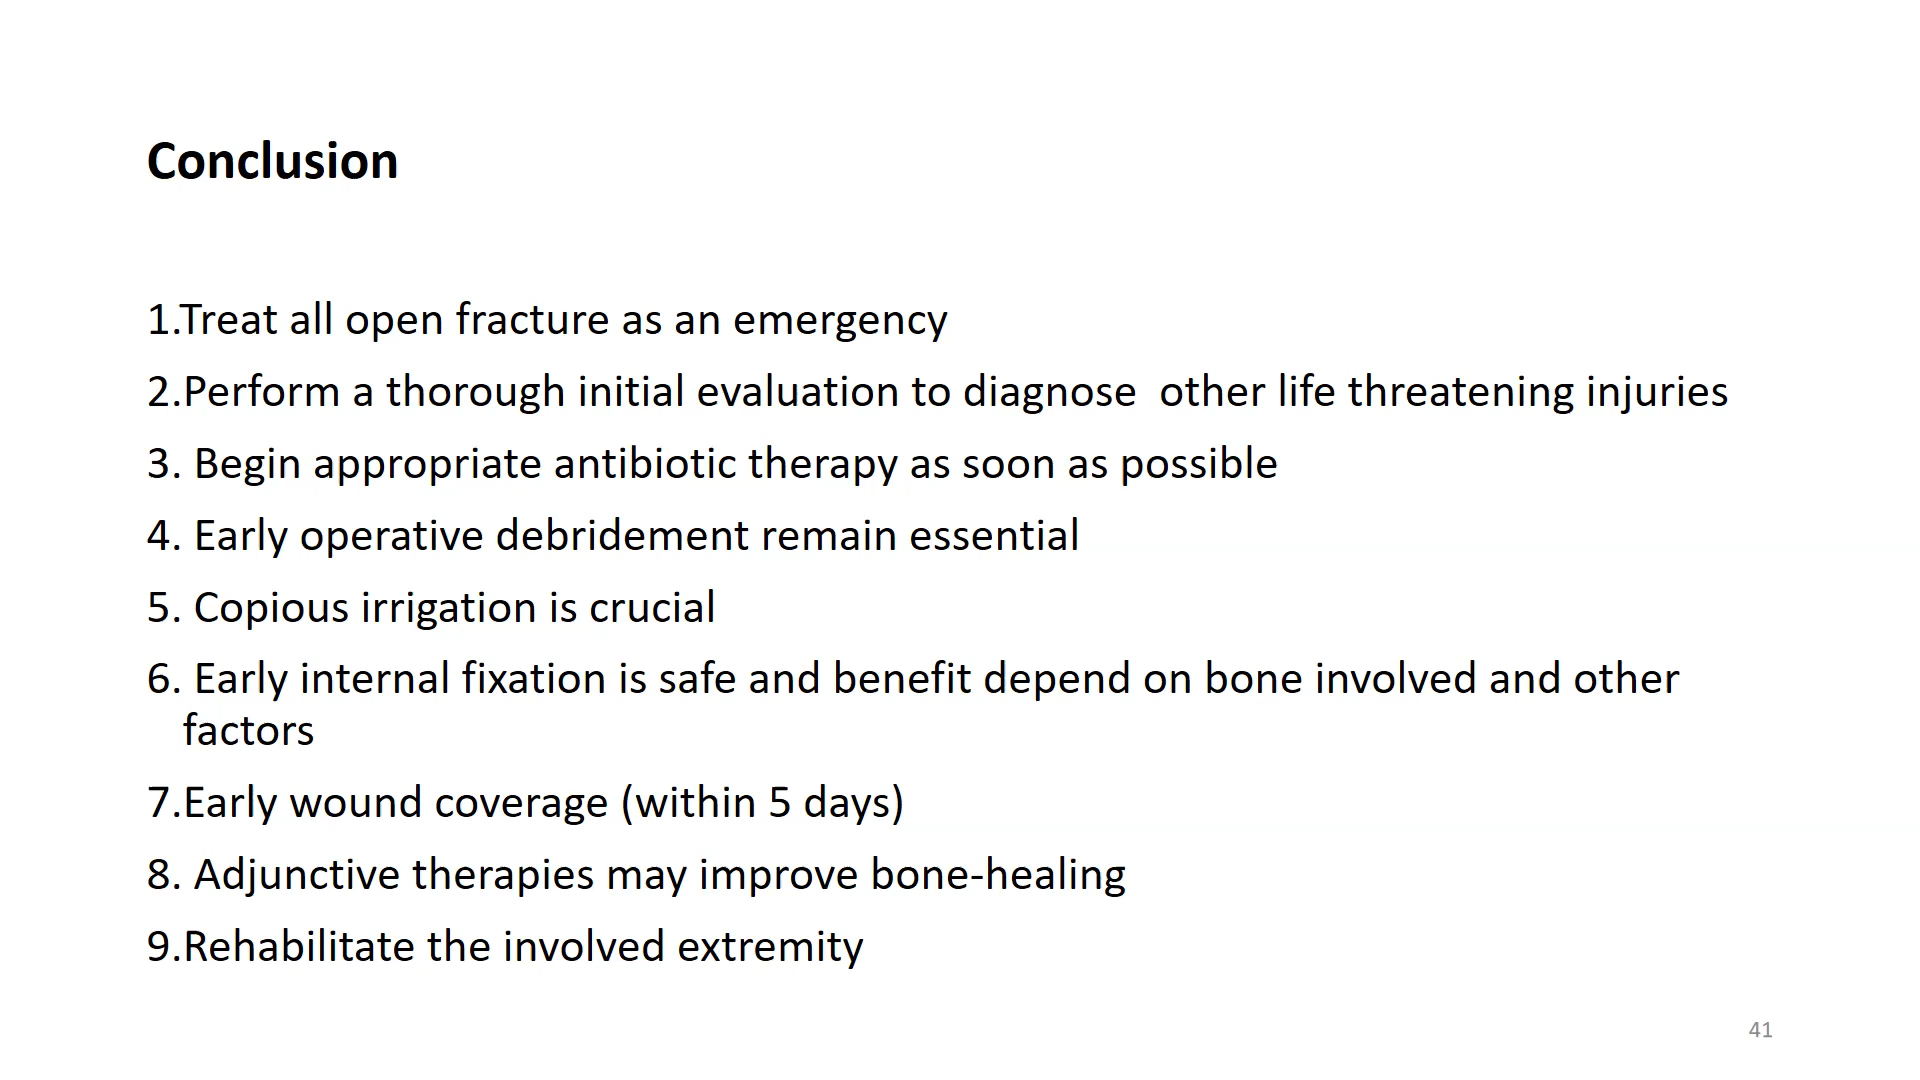 Conclusion
1.Treat all open fracture as an emergency
2.Perform a thorough initial evaluation to diagnose  other life threatening injuries
3. Begin appropriate antibiotic therapy as soon as possible
4. Early operative debridement remain essential
5. Copious irrigation is crucial
6. Early internal fixation is safe and benefit depend on bone involved and other
factors
7.Early wound coverage (within 5 days)
8. Adjunctive therapies may improve bone-healing
9.Rehabilitate the involved extremity
41